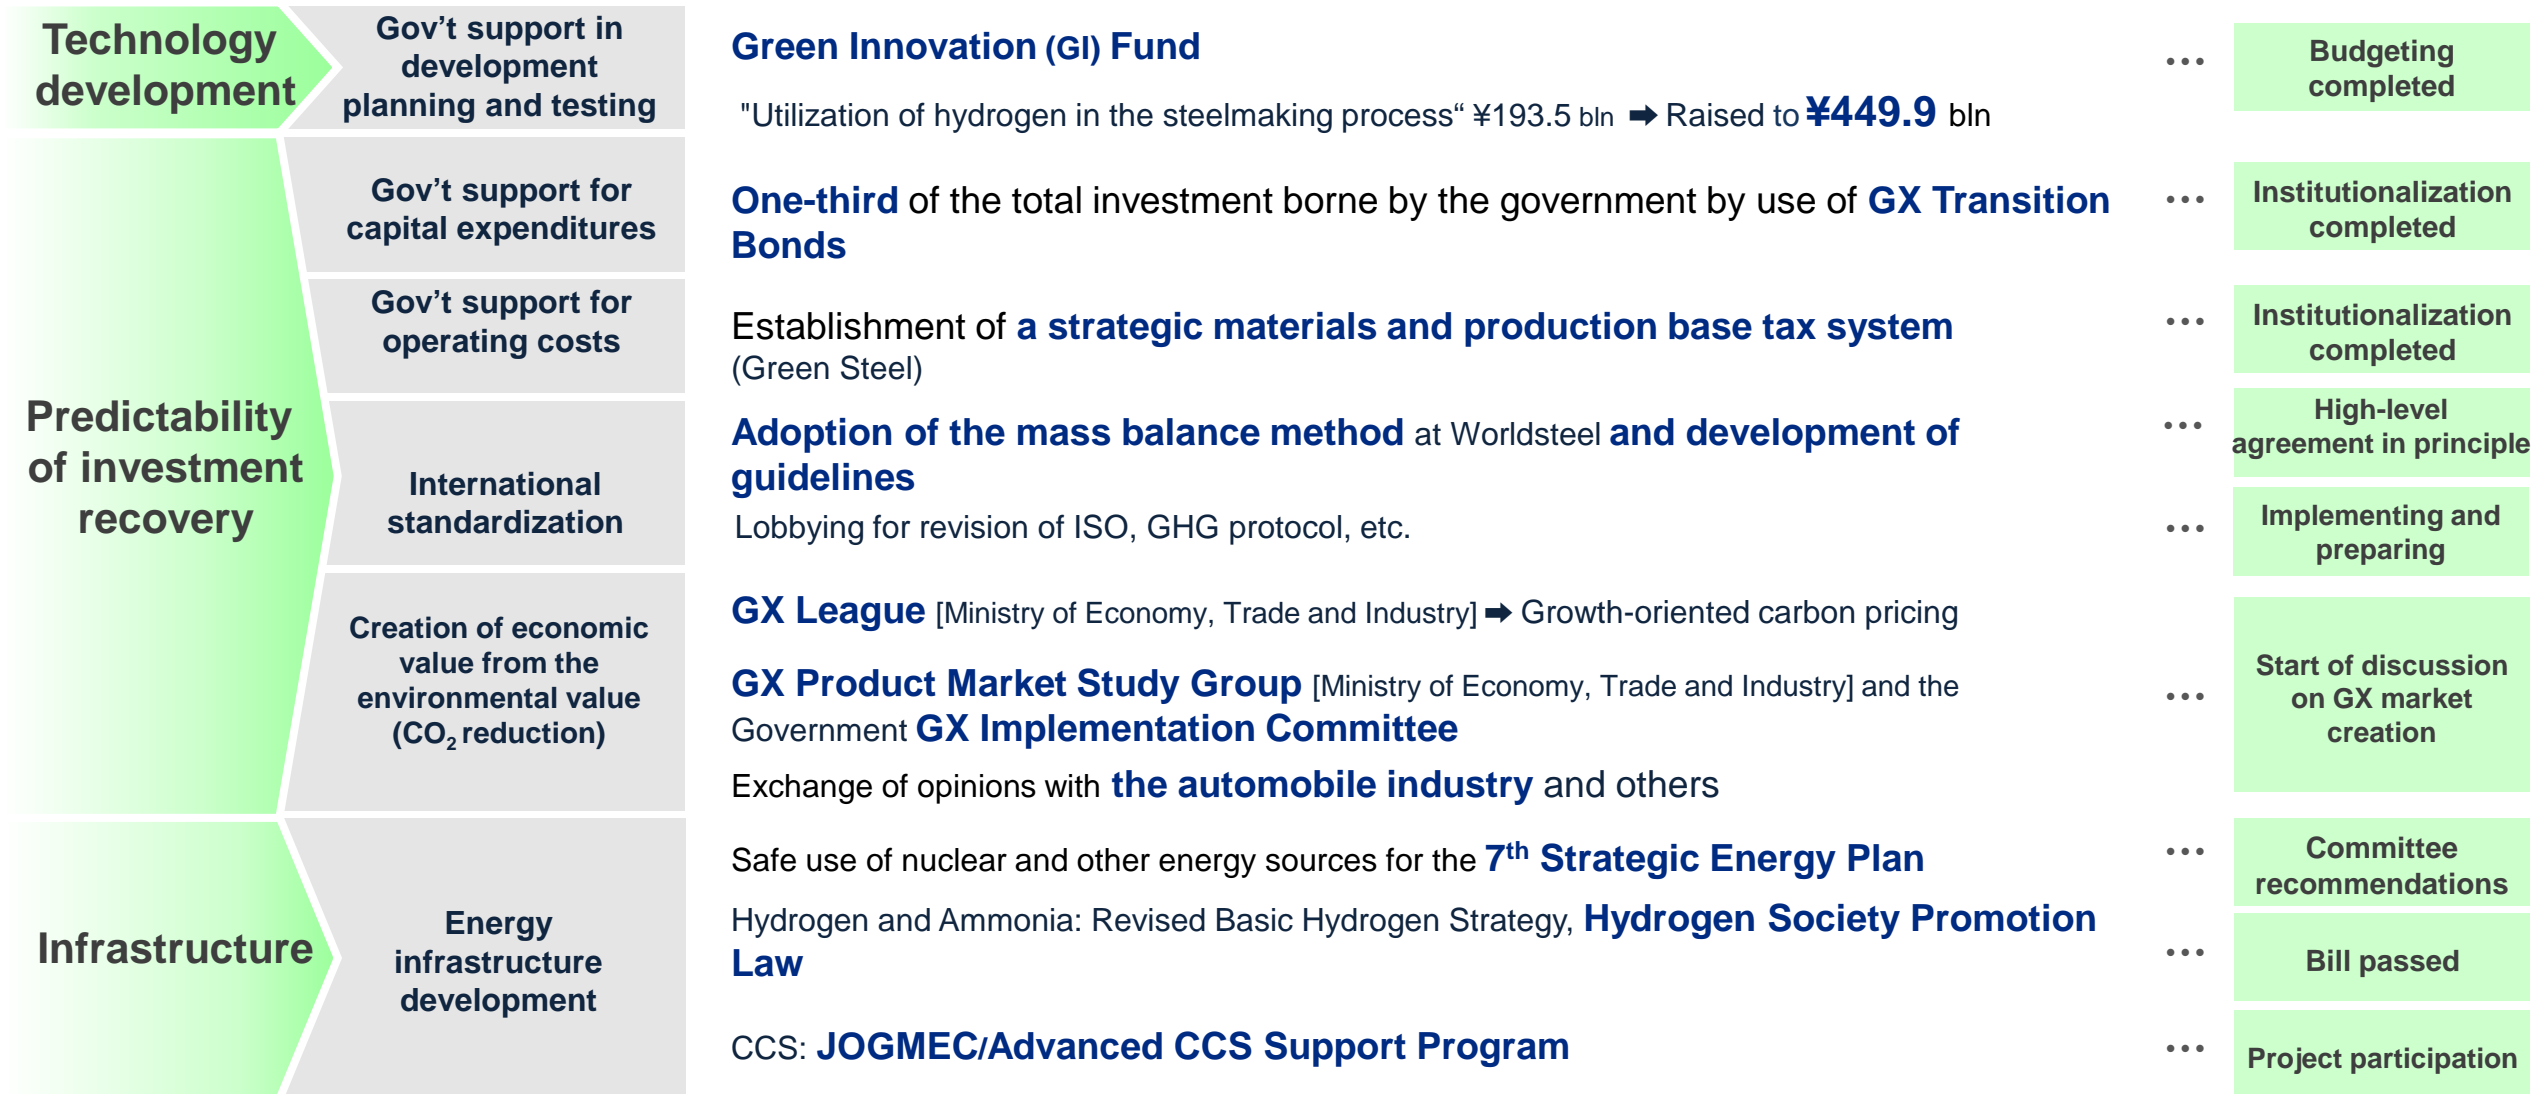 Technology
development
Gov’t support in
development
planning and testing
Green Innovation (GI) Fund
"Utilization of hydrogen in the steelmaking process“ ¥193.5 bln ➡ Raised to ¥449.9 bln
…
Budgeting
completed
Predictability
of investment
recovery
Gov’t support for
capital expenditures
One-third of the total investment borne by the government by use of GX Transition
Bonds
…
Institutionalization
completed
Gov’t support for
operating costs
Establishment of a strategic materials and production base tax system
(Green Steel)
…
Institutionalization
completed
International
standardization
Adoption of the mass balance method at Worldsteel and development of
guidelines
…
High-level
agreement in principle
Lobbying for revision of ISO, GHG protocol, etc.
…
Implementing and
preparing
Creation of economic
value from the
environmental value
(CO₂ reduction)
GX League [Ministry of Economy, Trade and Industry] ➡ Growth-oriented carbon pricing
GX Product Market Study Group [Ministry of Economy, Trade and Industry] and the
Government GX Implementation Committee
Exchange of opinions with the automobile industry and others
…
Start of discussion
on GX market
creation
Infrastructure
Energy
infrastructure
development
Safe use of nuclear and other energy sources for the 7th Strategic Energy Plan
…
Committee
recommendations
Hydrogen and Ammonia: Revised Basic Hydrogen Strategy, Hydrogen Society Promotion
Law
…
Bill passed
CCS: JOGMEC/Advanced CCS Support Program
…
Project participation